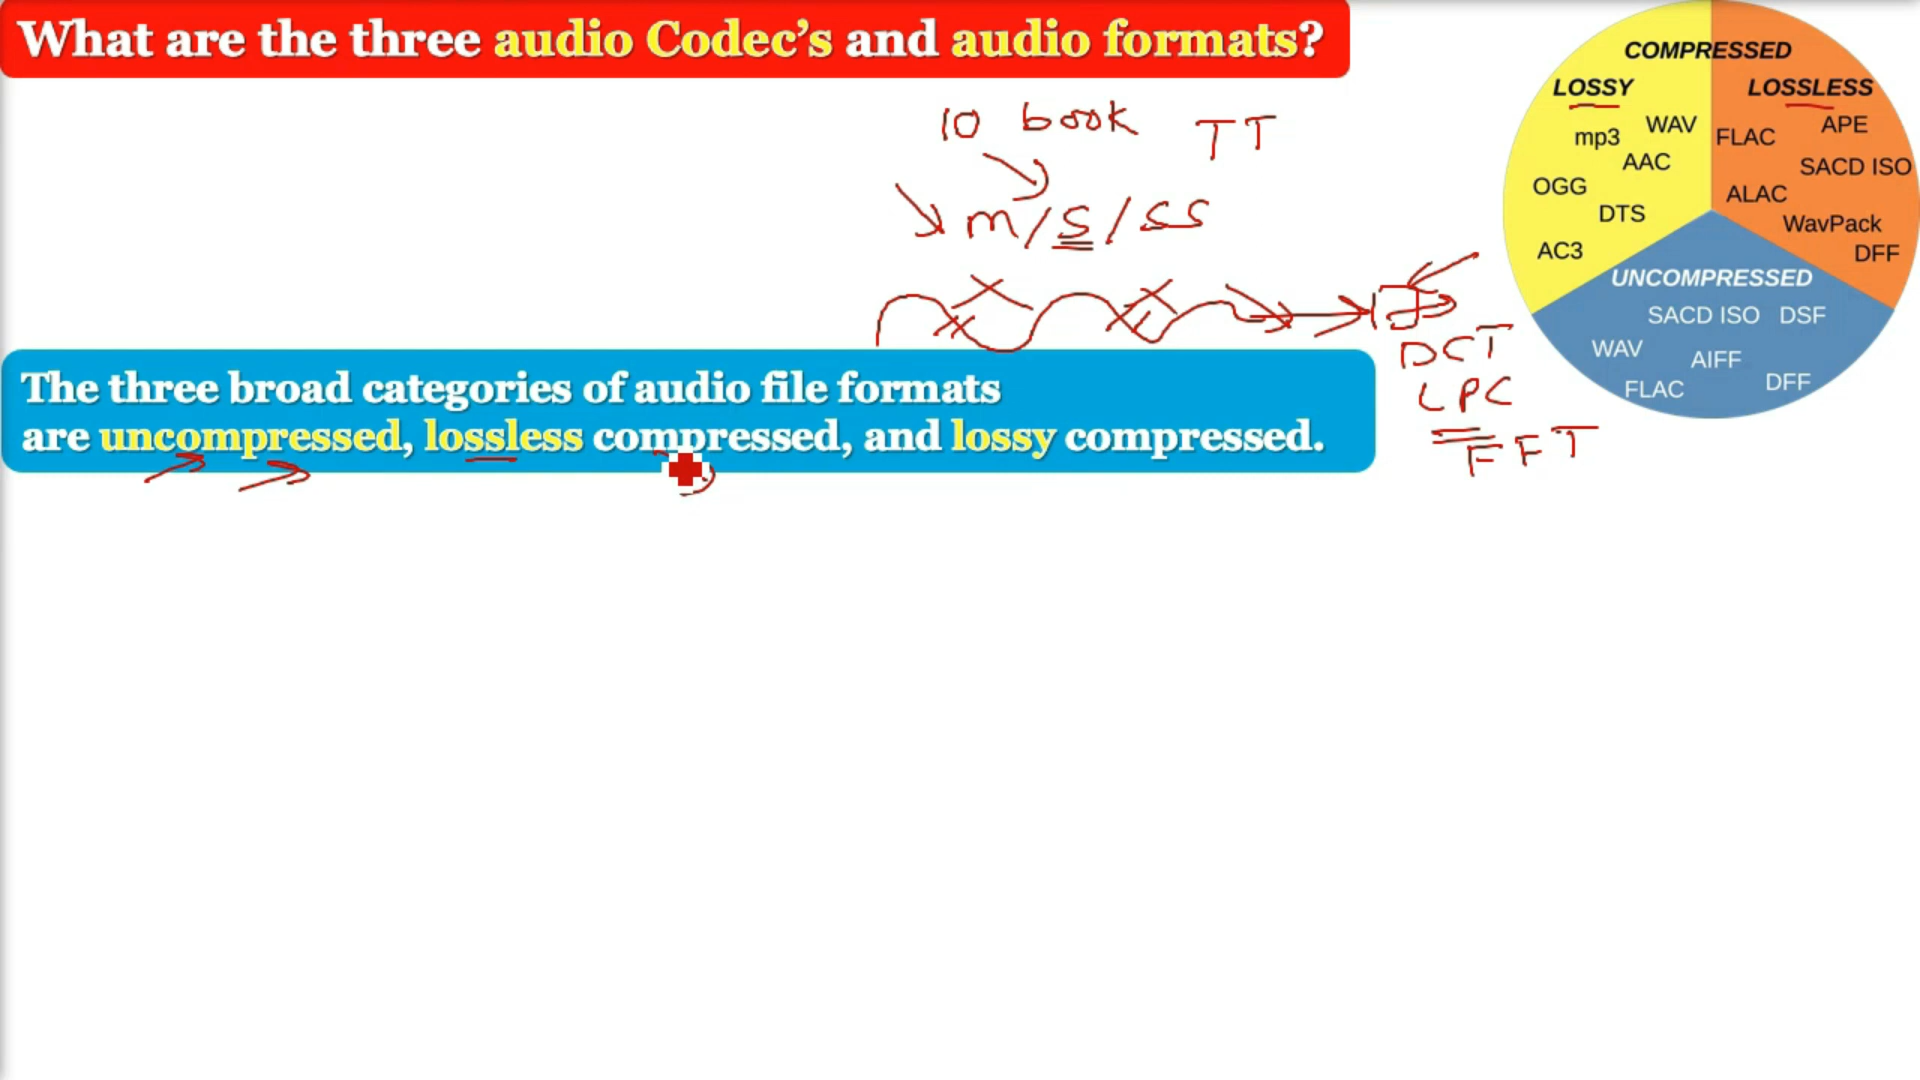 What are the three audio Codec's and audio formats?
10 book TT
m/s/ss
DCT
LPC
FFT
The three broad categories of audio file formats
are uncompressed, lossless compressed, and lossy compressed.
COMPRESSED
LOSSY
mp3 WAV
AAC
OGG
DTS
AC3
LOSSLESS
FLAC APE
SACD ISO
ALAC
WavPack
DFF
UNCOMPRESSED
SACD ISO DSF
WAV AIFF
FLAC DFF